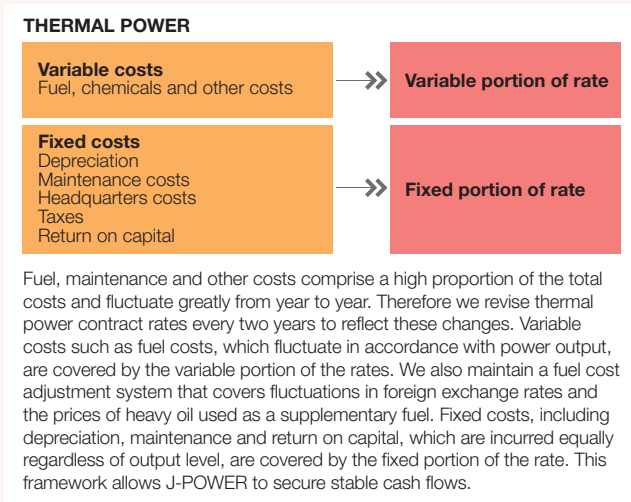 THERMAL POWER
Variable costs
Fuel, chemicals and other costs
Variable portion of rate
Fixed costs
Depreciation
Maintenance costs
Headquarters costs
Taxes
Return on capital
Fixed portion of rate
Fuel, maintenance and other costs comprise a high proportion of the total
costs and fluctuate greatly from year to year. Therefore we revise thermal
power contract rates every two years to reflect these changes. Variable
costs such as fuel costs, which fluctuate in accordance with power output,
are covered by the variable portion of the rates. We also maintain a fuel cost
adjustment system that covers fluctuations in foreign exchange rates and
the prices of heavy oil used as a supplementary fuel. Fixed costs, including
depreciation, maintenance and return on capital, which are incurred equally
regardless of output level, are covered by the fixed portion of the rate. This
framework allows J-POWER to secure stable cash flows.